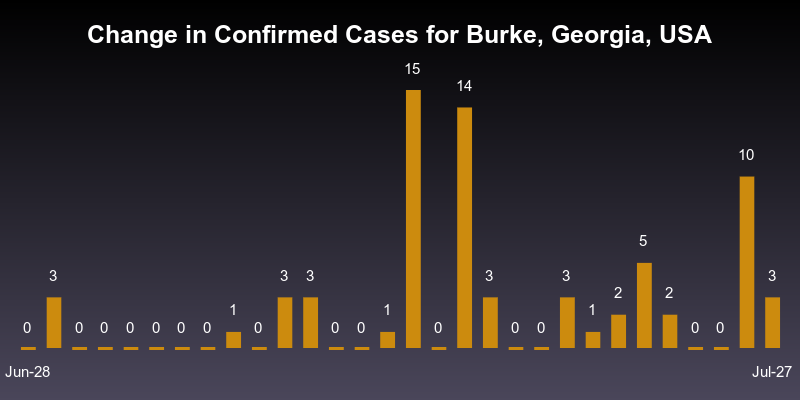 Change in Confirmed Cases for Burke, Georgia, USA
0 3 0 0 0 0 0 0 1 0 3 3 0 0 1 15 0 14 3 0 0 3 1 2 5 2 0 0 10 3
Jun-28 Jul-27